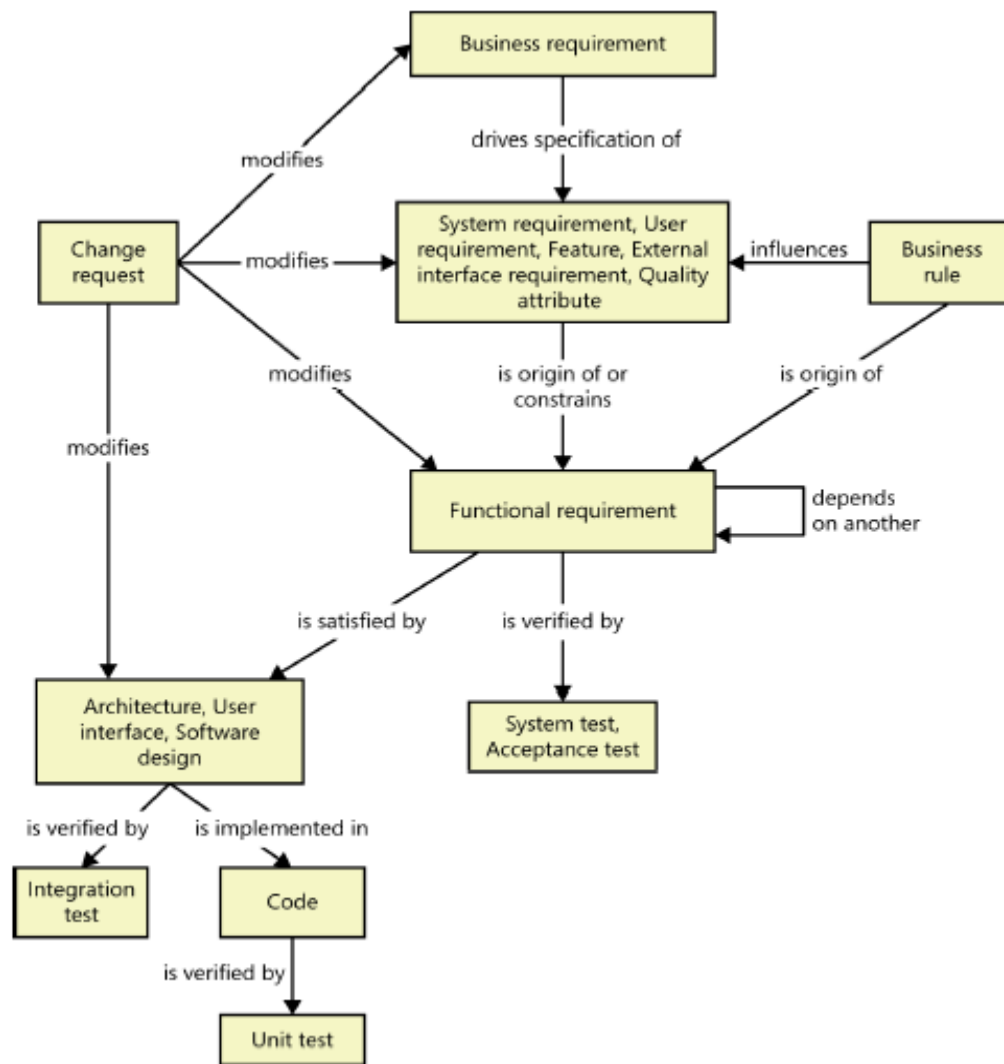 Business requirement
drives specification of
modifies
System requirement, User
requirement, Feature, External
interface requirement, Quality
attribute
Change
request
modifies
influences
Business
rule
modifies
is origin of or
constrains
is origin of
modifies
Functional requirement
depends
on another
is satisfied by
is verified by
Architecture, User
interface, Software
design
System test,
Acceptance test
is verified by
is implemented in
Integration
test
Code
is verified by
Unit test